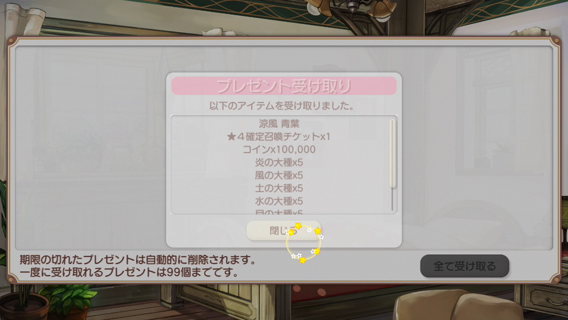 プレゼント受け取り
以下のアイテムを受け取りました。
涼風 青葉
★4確定召喚チケットx1
コインx100,000
炎の大種x5
風の大種x5
土の大種x5
水の大種x5
閉じる
期限の切れたプレゼントは自動的に削除されます。
一度に受け取れるプレゼントは99個までです。
全て受け取る